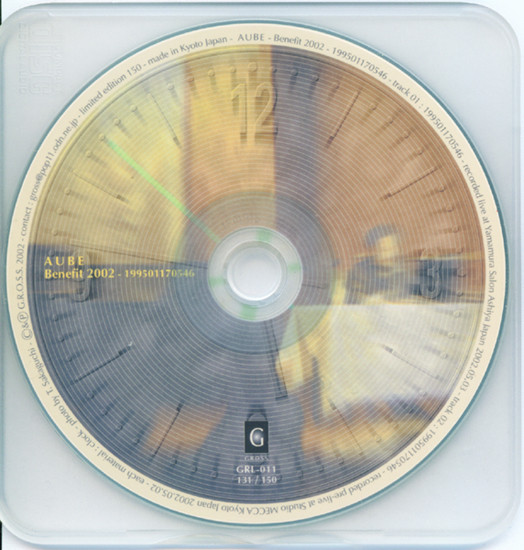 limited edition 150 - made in Kyoto Japan - AUBE - Benefit 2002 - 199501170546 - track 01 : 199501170546 - recorded live at Yamamura Salon Ashiya Japan 2002.05.03 - track 02 : 199501170546 - recorded pre-live at Studio MECCA Kyoto Japan 2002.05.02 - each material : clock - photo by T. Sakaguchi - ©&℗ G.R.O.S.S. 2002 - contact : gross@pop11.odn.ne.jp -
12
AUBE
Benefit 2002 - 199501170546
9
3
G
GROSS
GRL-011
131 / 150